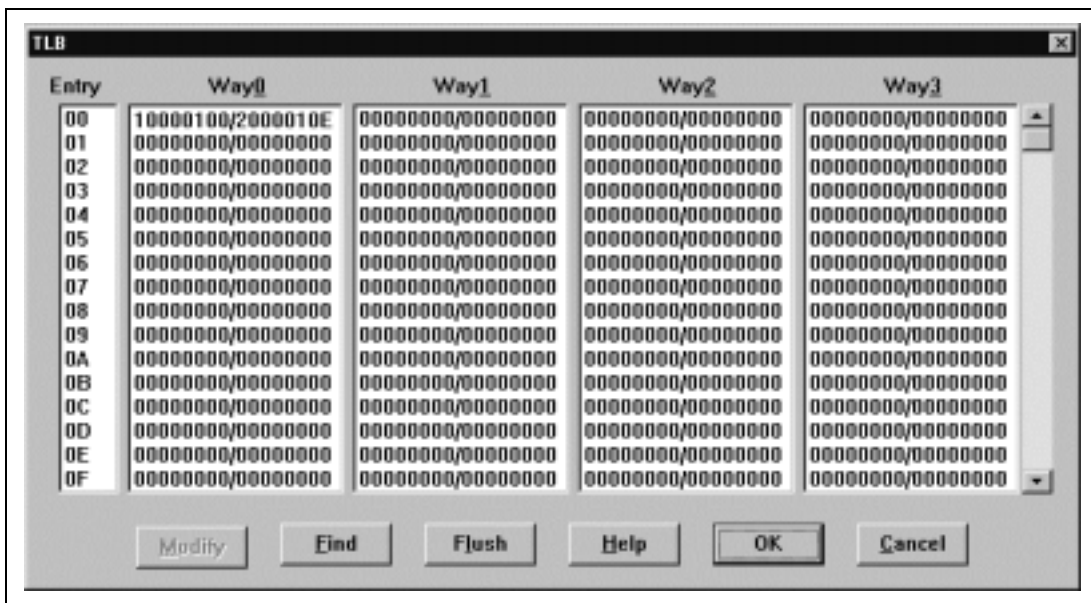 TLB
Entry Way0 Way1 Way2 Way3
00 10000100/2000010E 00000000/00000000 00000000/00000000 00000000/00000000
01 00000000/00000000 00000000/00000000 00000000/00000000 00000000/00000000
02 00000000/00000000 00000000/00000000 00000000/00000000 00000000/00000000
03 00000000/00000000 00000000/00000000 00000000/00000000 00000000/00000000
04 00000000/00000000 00000000/00000000 00000000/00000000 00000000/00000000
05 00000000/00000000 00000000/00000000 00000000/00000000 00000000/00000000
06 00000000/00000000 00000000/00000000 00000000/00000000 00000000/00000000
07 00000000/00000000 00000000/00000000 00000000/00000000 00000000/00000000
08 00000000/00000000 00000000/00000000 00000000/00000000 00000000/00000000
09 00000000/00000000 00000000/00000000 00000000/00000000 00000000/00000000
0A 00000000/00000000 00000000/00000000 00000000/00000000 00000000/00000000
0B 00000000/00000000 00000000/00000000 00000000/00000000 00000000/00000000
0C 00000000/00000000 00000000/00000000 00000000/00000000 00000000/00000000
0D 00000000/00000000 00000000/00000000 00000000/00000000 00000000/00000000
0E 00000000/00000000 00000000/00000000 00000000/00000000 00000000/00000000
0F 00000000/00000000 00000000/00000000 00000000/00000000 00000000/00000000
Modify Find Flush Help OK Cancel